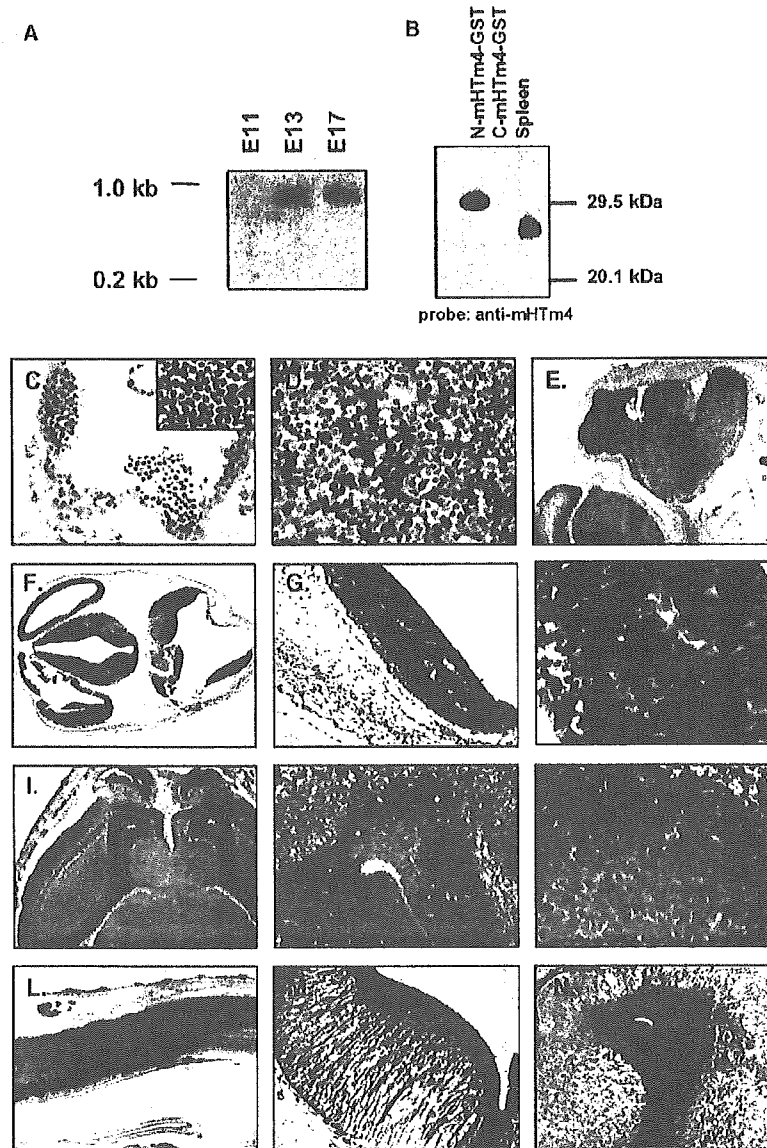 A
B
E11
E13
E17
N-mHTm4-GST
C-mHTm4-GST
Spleen
1.0 kb
0.2 kb
29.5 kDa
20.1 kDa
probe: anti-mHTm4
C
D.
E.
F.
G.
I.
L.
N